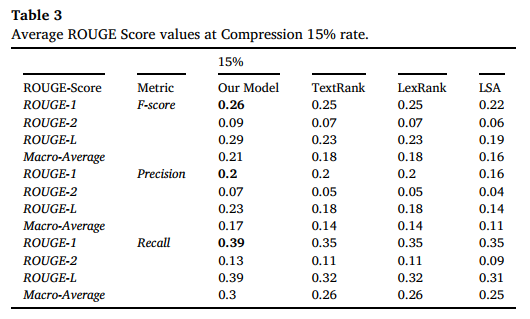 Table 3
Average ROUGE Score values at Compression 15% rate.
15%
ROUGE-Score Metric Our Model TextRank LexRank LSA
ROUGE-1 F-score 0.26 0.25 0.25 0.22
ROUGE-2 0.09 0.07 0.07 0.06
ROUGE-L 0.29 0.23 0.23 0.19
Macro-Average 0.21 0.18 0.18 0.16
ROUGE-1 Precision 0.2 0.2 0.2 0.16
ROUGE-2 0.07 0.05 0.05 0.04
ROUGE-L 0.23 0.18 0.18 0.14
Macro-Average 0.17 0.14 0.14 0.11
ROUGE-1 Recall 0.39 0.35 0.35 0.35
ROUGE-2 0.13 0.11 0.11 0.09
ROUGE-L 0.39 0.32 0.32 0.31
Macro-Average 0.3 0.26 0.26 0.25